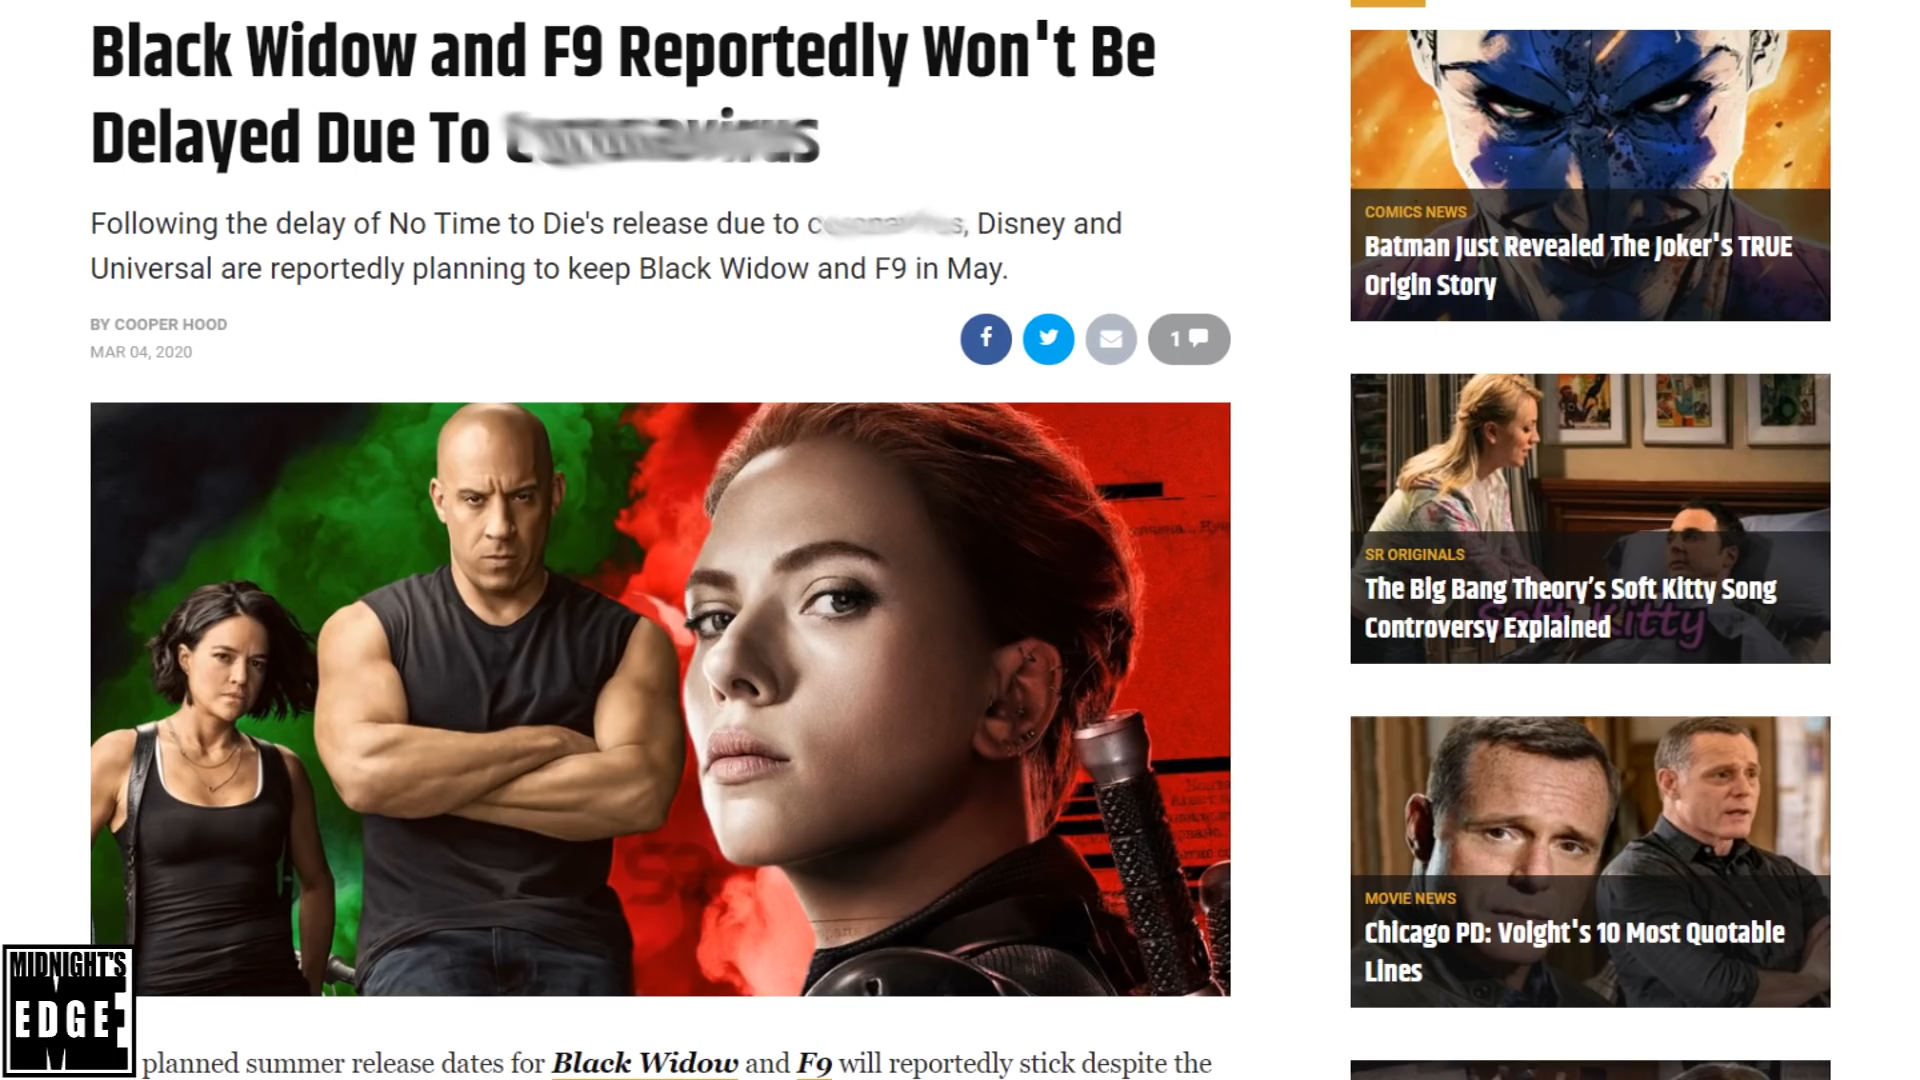 Black Widow and F9 Reportedly Won't Be
Delayed Due To
Following the delay of No Time to Die's release due to , Disney and
Universal are reportedly planning to keep Black Widow and F9 in May.
BY COOPER HOOD
MAR 04, 2020
1
planned summer release dates for Black Widow and F9 will reportedly stick despite the
MIDNIGHT'S
EDGE
COMICS NEWS
Batman Just Revealed The Joker's TRUE
Origin Story
SR ORIGINALS
The Big Bang Theory’s Soft Kitty Song
Controversy Explained
MOVIE NEWS
Chicago PD: Voight's 10 Most Quotable
Lines